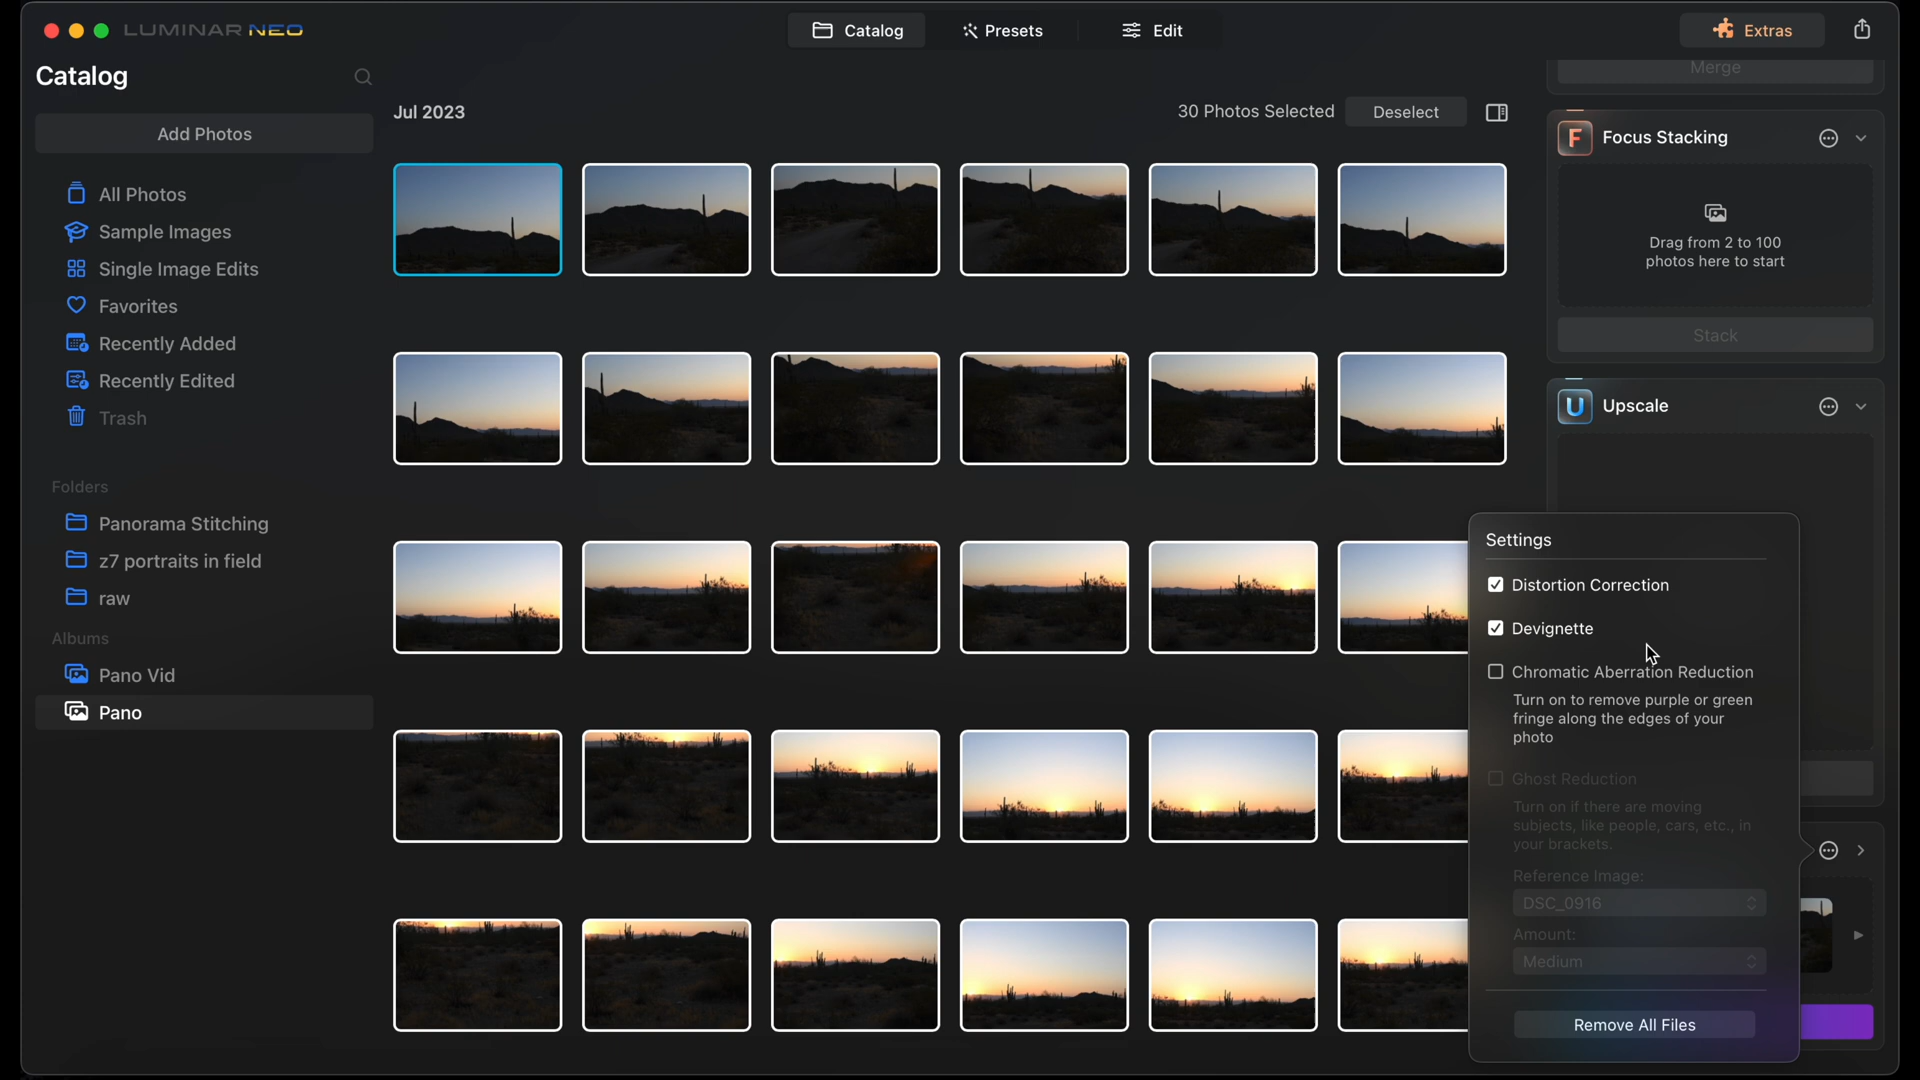 LUMINAR NEO
Catalog
Presets
Edit
Extras
Catalog
Add Photos
All Photos
Sample Images
Single Image Edits
Favorites
Recently Added
Recently Edited
Trash
Folders
Panorama Stitching
z7 portraits in field
raw
Albums
Pano Vid
Pano
Jul 2023
30 Photos Selected
Deselect
Merge
F
Focus Stacking
Drag from 2 to 100
photos here to start
Stack
U
Upscale
Settings
Distortion Correction
Devignette
Chromatic Aberration Reduction
Turn on to remove purple or green
fringe along the edges of your
photo
Ghost Reduction
Turn on if there are moving
subjects, like people, cars, etc., in
your brackets.
Reference Image:
DSC_0916
Amount:
Medium
Remove All Files